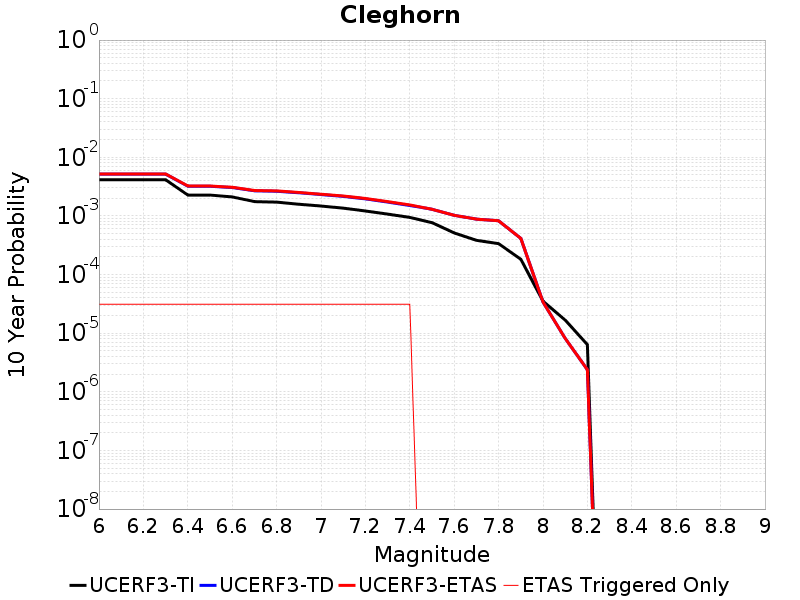 Cleghorn
10^0
10^-1
10^-2
10^-3
10^-4
10^-5
10^-6
10^-7
10^-8
10 Year Probability
6 6.2 6.4 6.6 6.8 7 7.2 7.4 7.6 7.8 8 8.2 8.4 8.6 8.8 9
Magnitude
UCERF3-TI UCERF3-TD UCERF3-ETAS ETAS Triggered Only